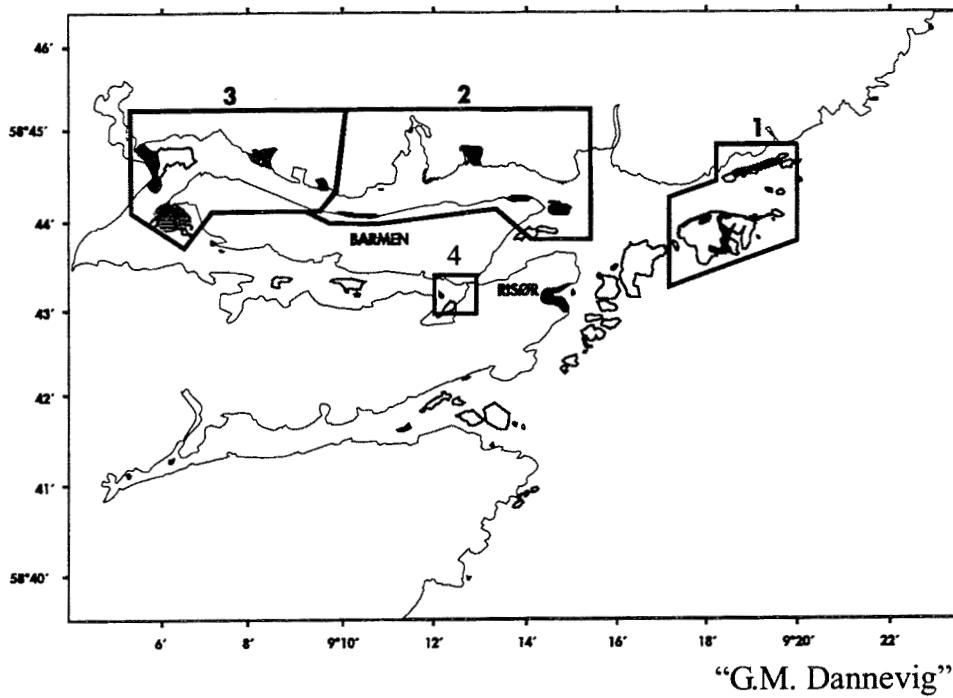 46′
3
2
58°45′
1
44′
BARMEN
4
RISØR
43′
42′
41′
58°40′
6′ 8′ 9°10′ 12′ 14′ 16′ 18′ 9°20′ 22′
“G.M. Dannevig”